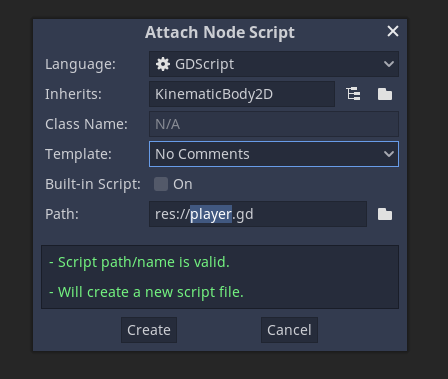 Attach Node Script
Language: GDScript
Inherits: KinematicBody2D
Class Name: N/A
Template: No Comments
Built-in Script: On
Path: res://player.gd
- Script path/name is valid.
- Will create a new script file.
Create Cancel